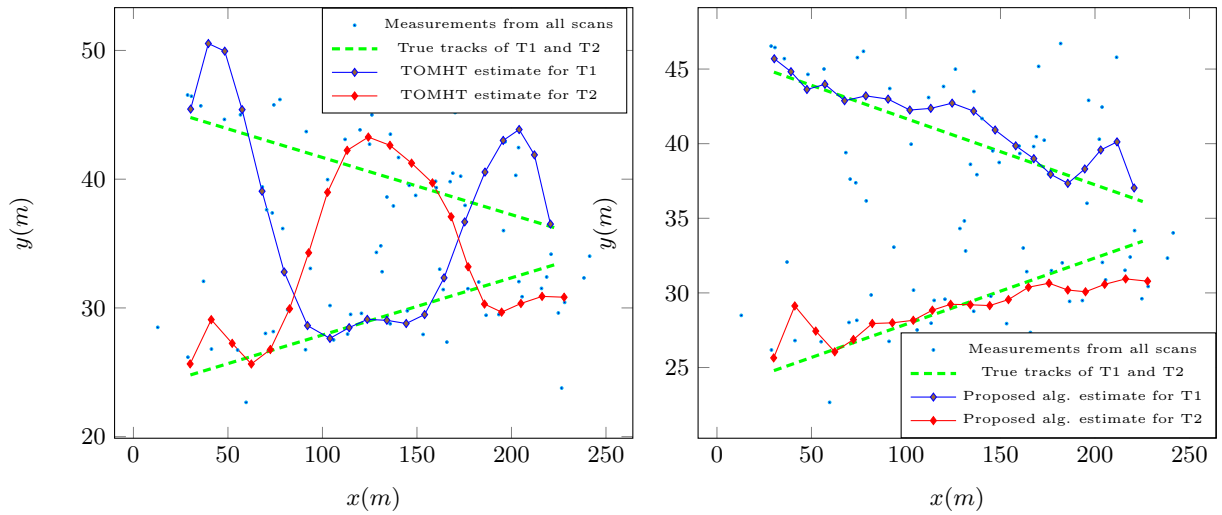 Measurements from all scans
True tracks of T1 and T2
TOMHT estimate for T1
TOMHT estimate for T2
50
40
30
20
0
50
100
150
200
250
x(m)
y(m)
45
40
35
30
25
0
50
100
150
200
250
x(m)
y(m)
Measurements from all scans
True tracks of T1 and T2
Proposed alg. estimate for T1
Proposed alg. estimate for T2